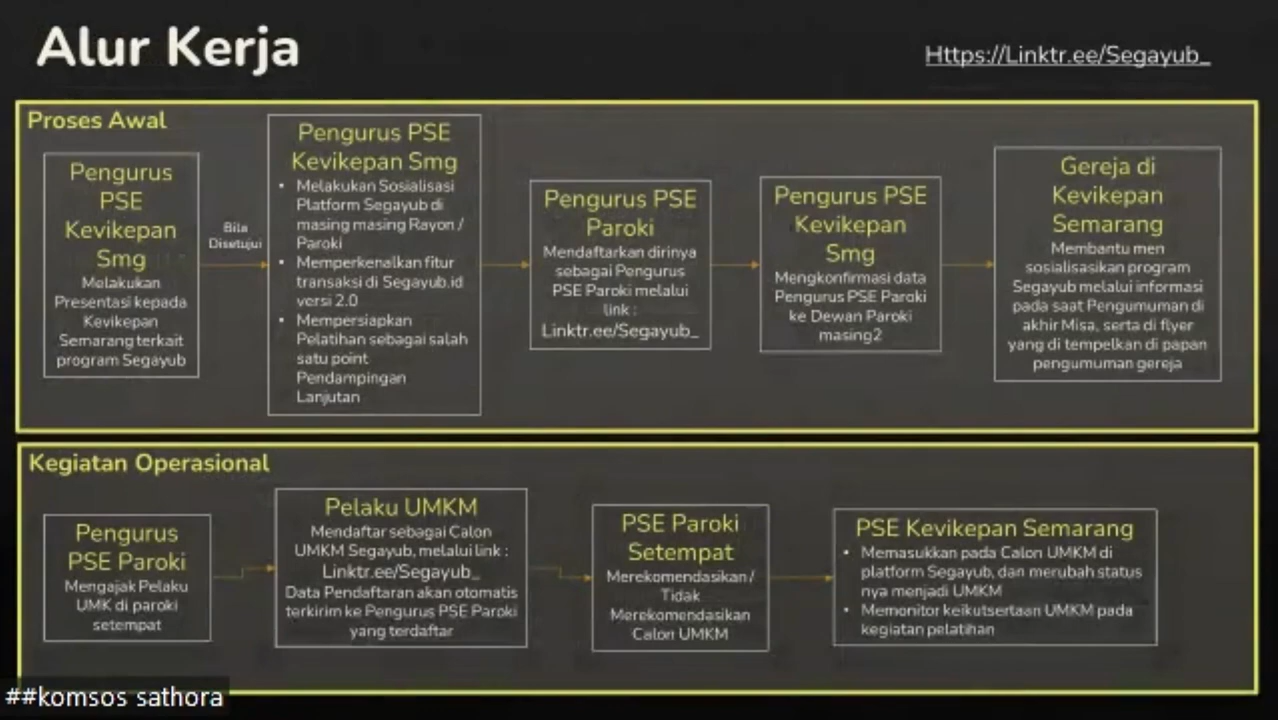 Alur Kerja
Https://Linktr.ee/Segayub_
Proses Awal
Pengurus
PSE
Kevikepan
Smg
Melakukan
Presentasi kepada
Kevikepan
Semarang terkait
program Segayub
Bila
Disetujui
Pengurus PSE
Kevikepan Smg
• Melakukan Sosialisasi
Platform Segayub di
masing masing Rayon /
Paroki
• Memperkenalkan fitur
transaksi di Segayub.id
versi 2.0
• Mempersiapkan
Pelatihan sebagai salah
satu point
Pendampingan
Lanjutan
Pengurus PSE
Paroki
Mendaftarkan dirinya
sebagai Pengurus
PSE Paroki melalui
link :
Linktr.ee/Segayub_
Pengurus PSE
Kevikepan
Smg
Mengkonfirmasi data
Pengurus PSE Paroki
ke Dewan Paroki
masing2
Gereja di
Kevikepan
Semarang
Membantu men
sosialisasikan program
Segayub melalui informasi
pada saat Pengumuman di
akhir Misa, serta di flyer
yang di tempelkan di papan
pengumuman gereja
Kegiatan Operasional
Pengurus
PSE Paroki
Mengajak Pelaku
UMK di paroki
setempat
Pelaku UMKM
Mendaftar sebagai Calon
UMKM Segayub, melalui link :
Linktr.ee/Segayub_
Data Pendaftaran akan otomatis
terkirim ke Pengurus PSE Paroki
yang terdaftar
PSE Paroki
Setempat
Merekomendasikan /
Tidak
Merekomendasikan
Calon UMKM
PSE Kevikepan Semarang
• Memasukkan pada Calon UMKM di
platform Segayub, dan merubah status
nya menjadi UMKM
• Memonitor keikutsertaan UMKM pada
kegiatan pelatihan
##komsos sathora